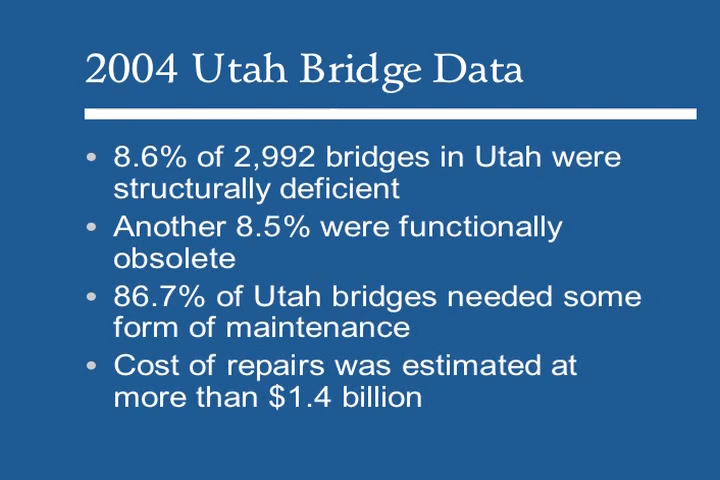 2004 Utah Bridge Data
• 8.6% of 2,992 bridges in Utah were
structurally deficient
• Another 8.5% were functionally
obsolete
• 86.7% of Utah bridges needed some
form of maintenance
• Cost of repairs was estimated at
more than $1.4 billion